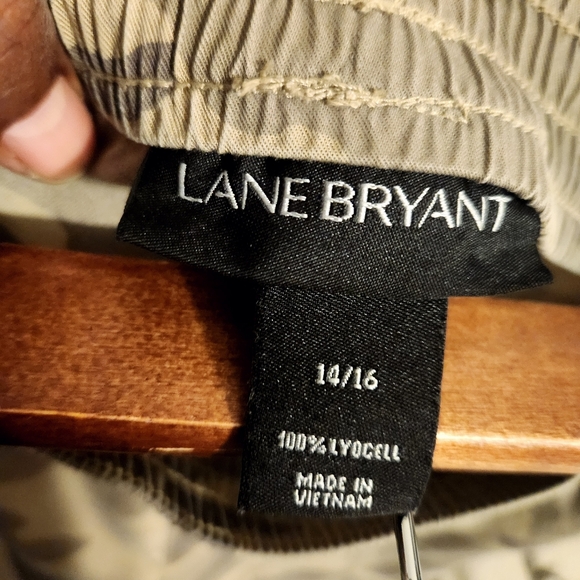 LANE BRYANT
14/16
100% LYOCELL
MADE IN
VIETNAM